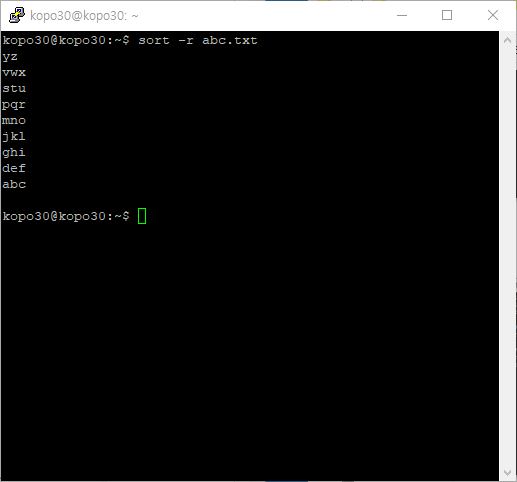 kopo30@kopo30: ~
kopo30@kopo30:~$ sort -r abc.txt
yz
vwx
stu
pqr
mno
jkl
ghi
def
abc
kopo30@kopo30:~$